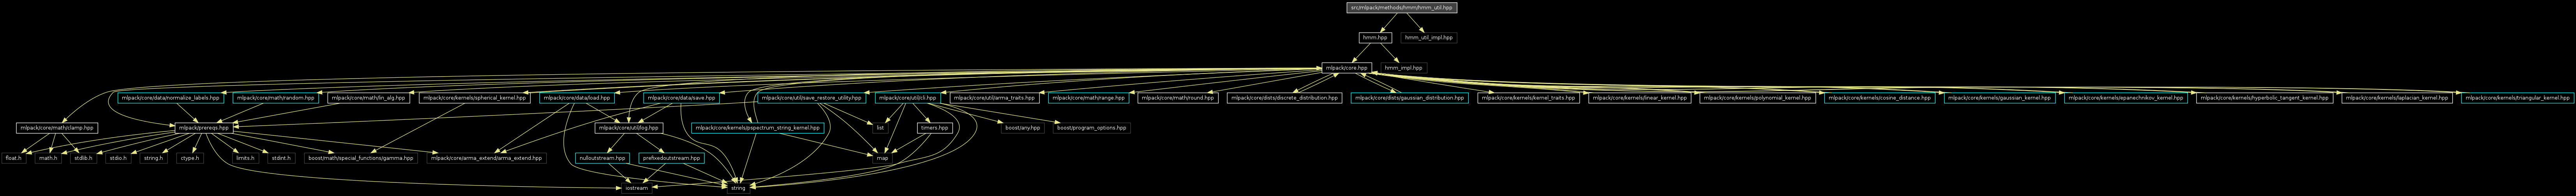 src/mlpack/methods/hmm/hmm_util.hpp
hmm.hpp
hmm_util_impl.hpp
mlpack/core.hpp
hmm_impl.hpp
mlpack/core/data/normalize_labels.hpp
mlpack/core/math/random.hpp
mlpack/core/math/lin_alg.hpp
mlpack/core/kernels/spherical_kernel.hpp
mlpack/core/data/load.hpp
mlpack/core/data/save.hpp
mlpack/core/util/save_restore_utility.hpp
mlpack/core/util/cli.hpp
mlpack/core/util/arma_traits.hpp
mlpack/core/math/range.hpp
mlpack/core/math/round.hpp
mlpack/core/dists/discrete_distribution.hpp
mlpack/core/dists/gaussian_distribution.hpp
mlpack/core/kernels/kernel_traits.hpp
mlpack/core/kernels/linear_kernel.hpp
mlpack/core/kernels/polynomial_kernel.hpp
mlpack/core/kernels/cosine_distance.hpp
mlpack/core/kernels/gaussian_kernel.hpp
mlpack/core/kernels/epanechnikov_kernel.hpp
mlpack/core/kernels/hyperbolic_tangent_kernel.hpp
mlpack/core/kernels/laplacian_kernel.hpp
mlpack/core/kernels/triangular_kernel.hpp
mlpack/core/math/clamp.hpp
mlpack/prereqs.hpp
mlpack/core/util/log.hpp
mlpack/core/kernels/pspectrum_string_kernel.hpp
list
timers.hpp
boost/any.hpp
boost/program_options.hpp
float.h
math.h
stdlib.h
stdio.h
string.h
ctype.h
limits.h
stdint.h
boost/math/special_functions/gamma.hpp
mlpack/core/arma_extend/arma_extend.hpp
nulloutstream.hpp
prefixedoutstream.hpp
map
iostream
string